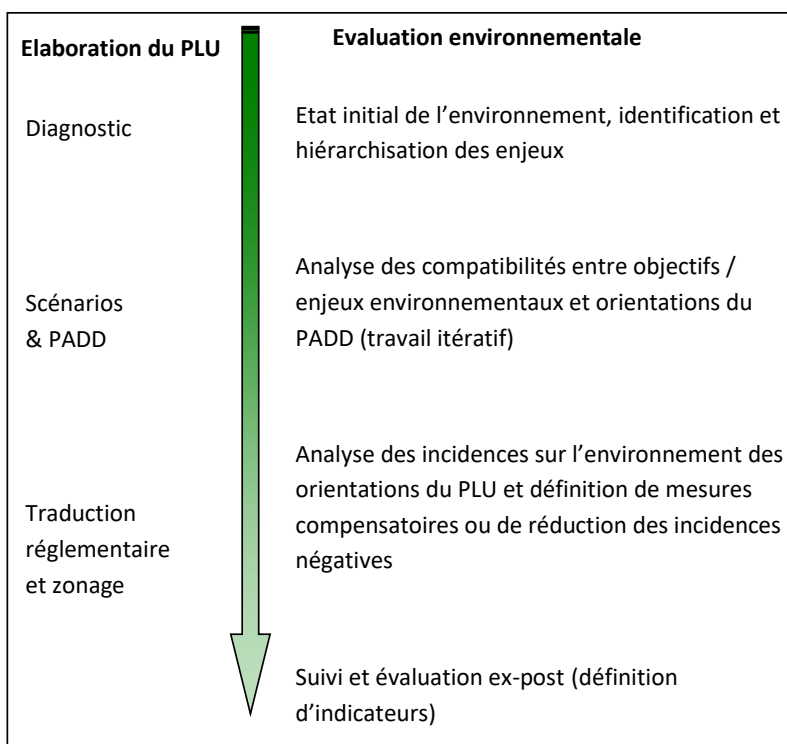 Elaboration du PLU
Evaluation environnementale
Diagnostic
Etat initial de l'environnement, identification et
hiérarchisation des enjeux
Scénarios
& PADD
Analyse des compatibilités entre objectifs /
enjeux environnementaux et orientations du
PADD (travail itératif)
Traduction
réglementaire
et zonage
Analyse des incidences sur l'environnement des
orientations du PLU et définition de mesures
compensatoires ou de réduction des incidences
négatives
Suivi et évaluation ex-post (définition
d'indicateurs)